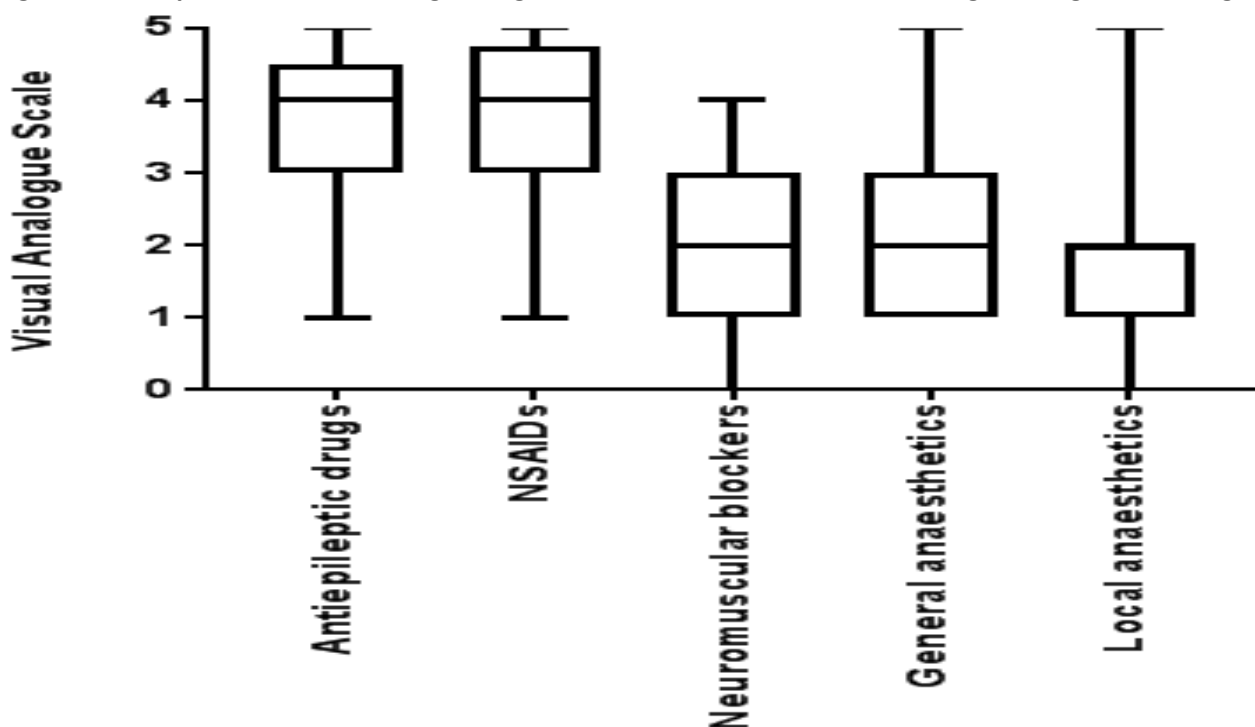 5
4
3
2
1
0
Visual Analogue Scale
Antiepileptic drugs
NSAIDs
Neuromuscular blockers
General anaesthetics
Local anaesthetics